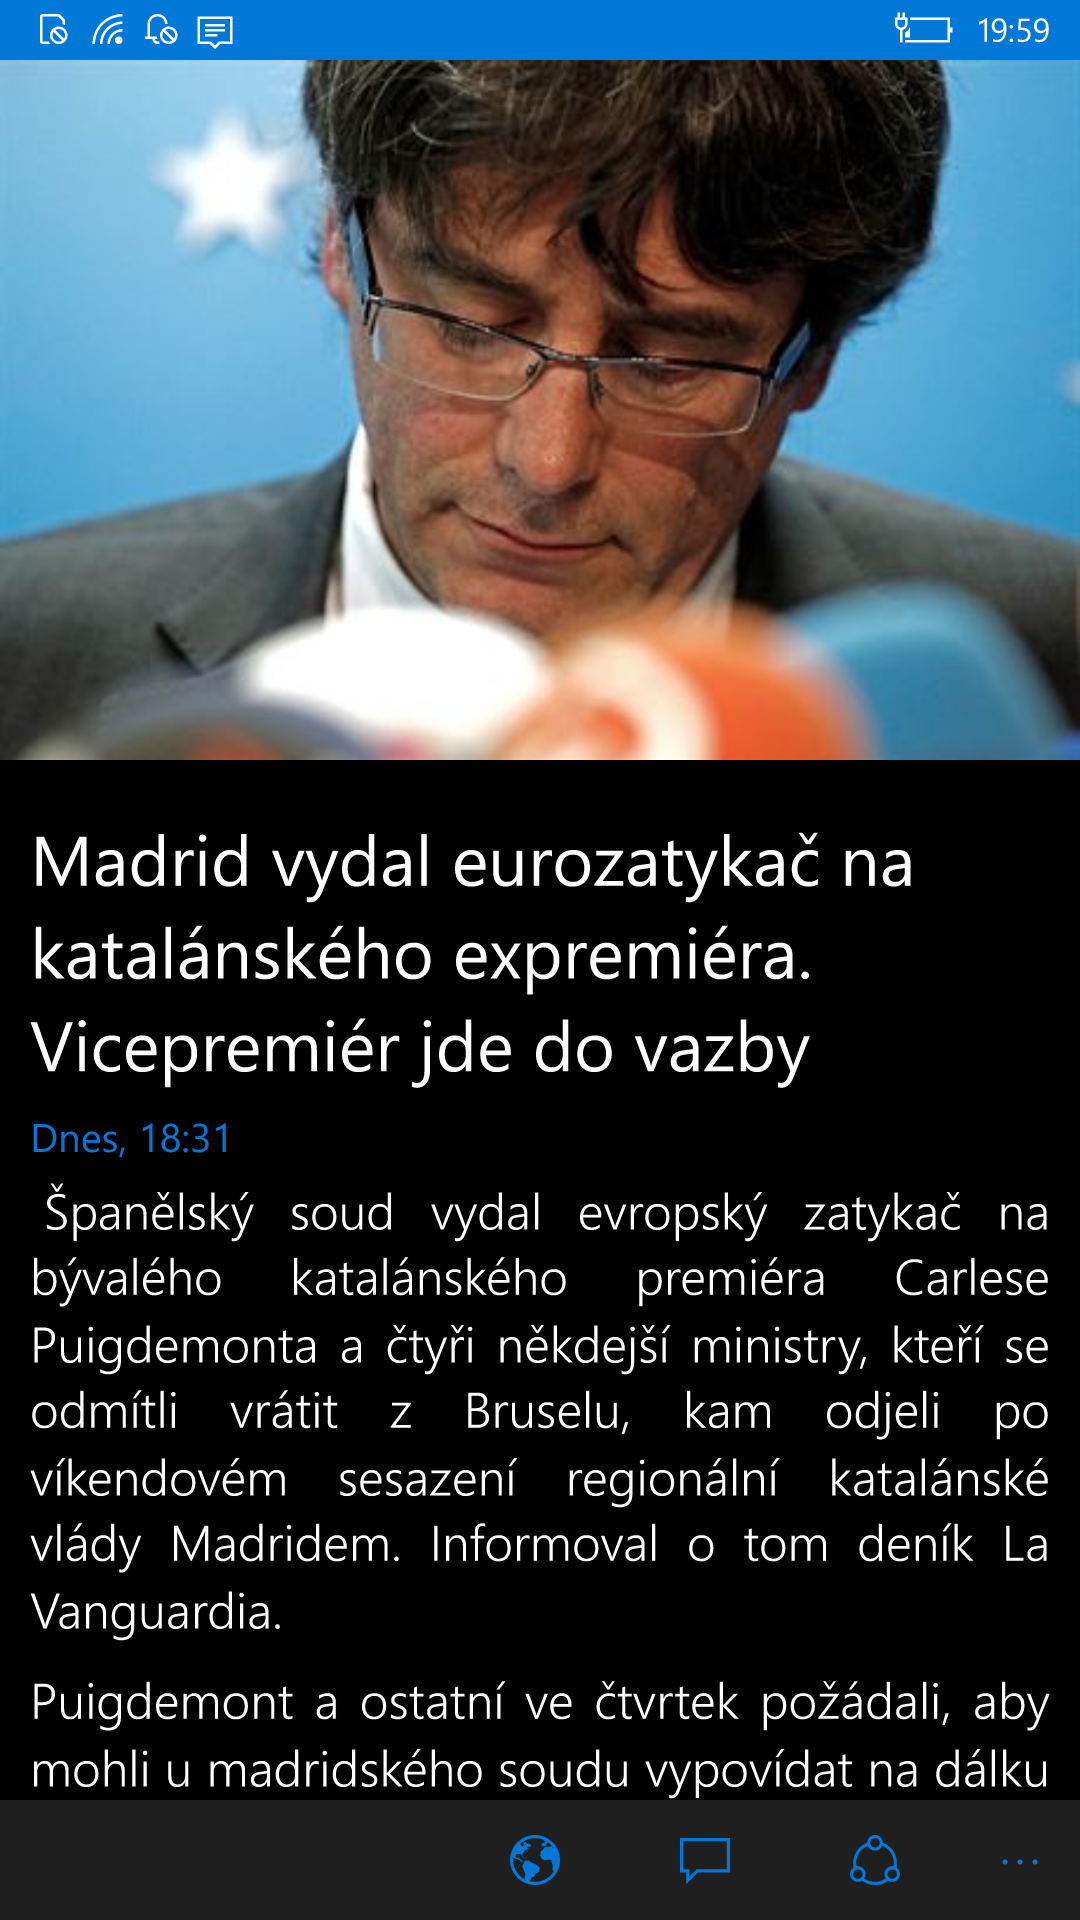 19:59
Madrid vydal eurozatykač na
katalánského expremiéra.
Vicepremiér jde do vazby
Dnes, 18:31
Španělský soud vydal evropský zatykač na
bývalého katalánského premiéra Carlese
Puigdemonta a čtyři někdejší ministry, kteří se
odmítli vrátit z Bruselu, kam odjeli po
víkendovém sesazení regionální katalánské
vlády Madridem. Informoval o tom deník La
Vanguardia.
Puigdemont a ostatní ve čtvrtek požádali, aby
mohli u madridského soudu vypovídat na dálku